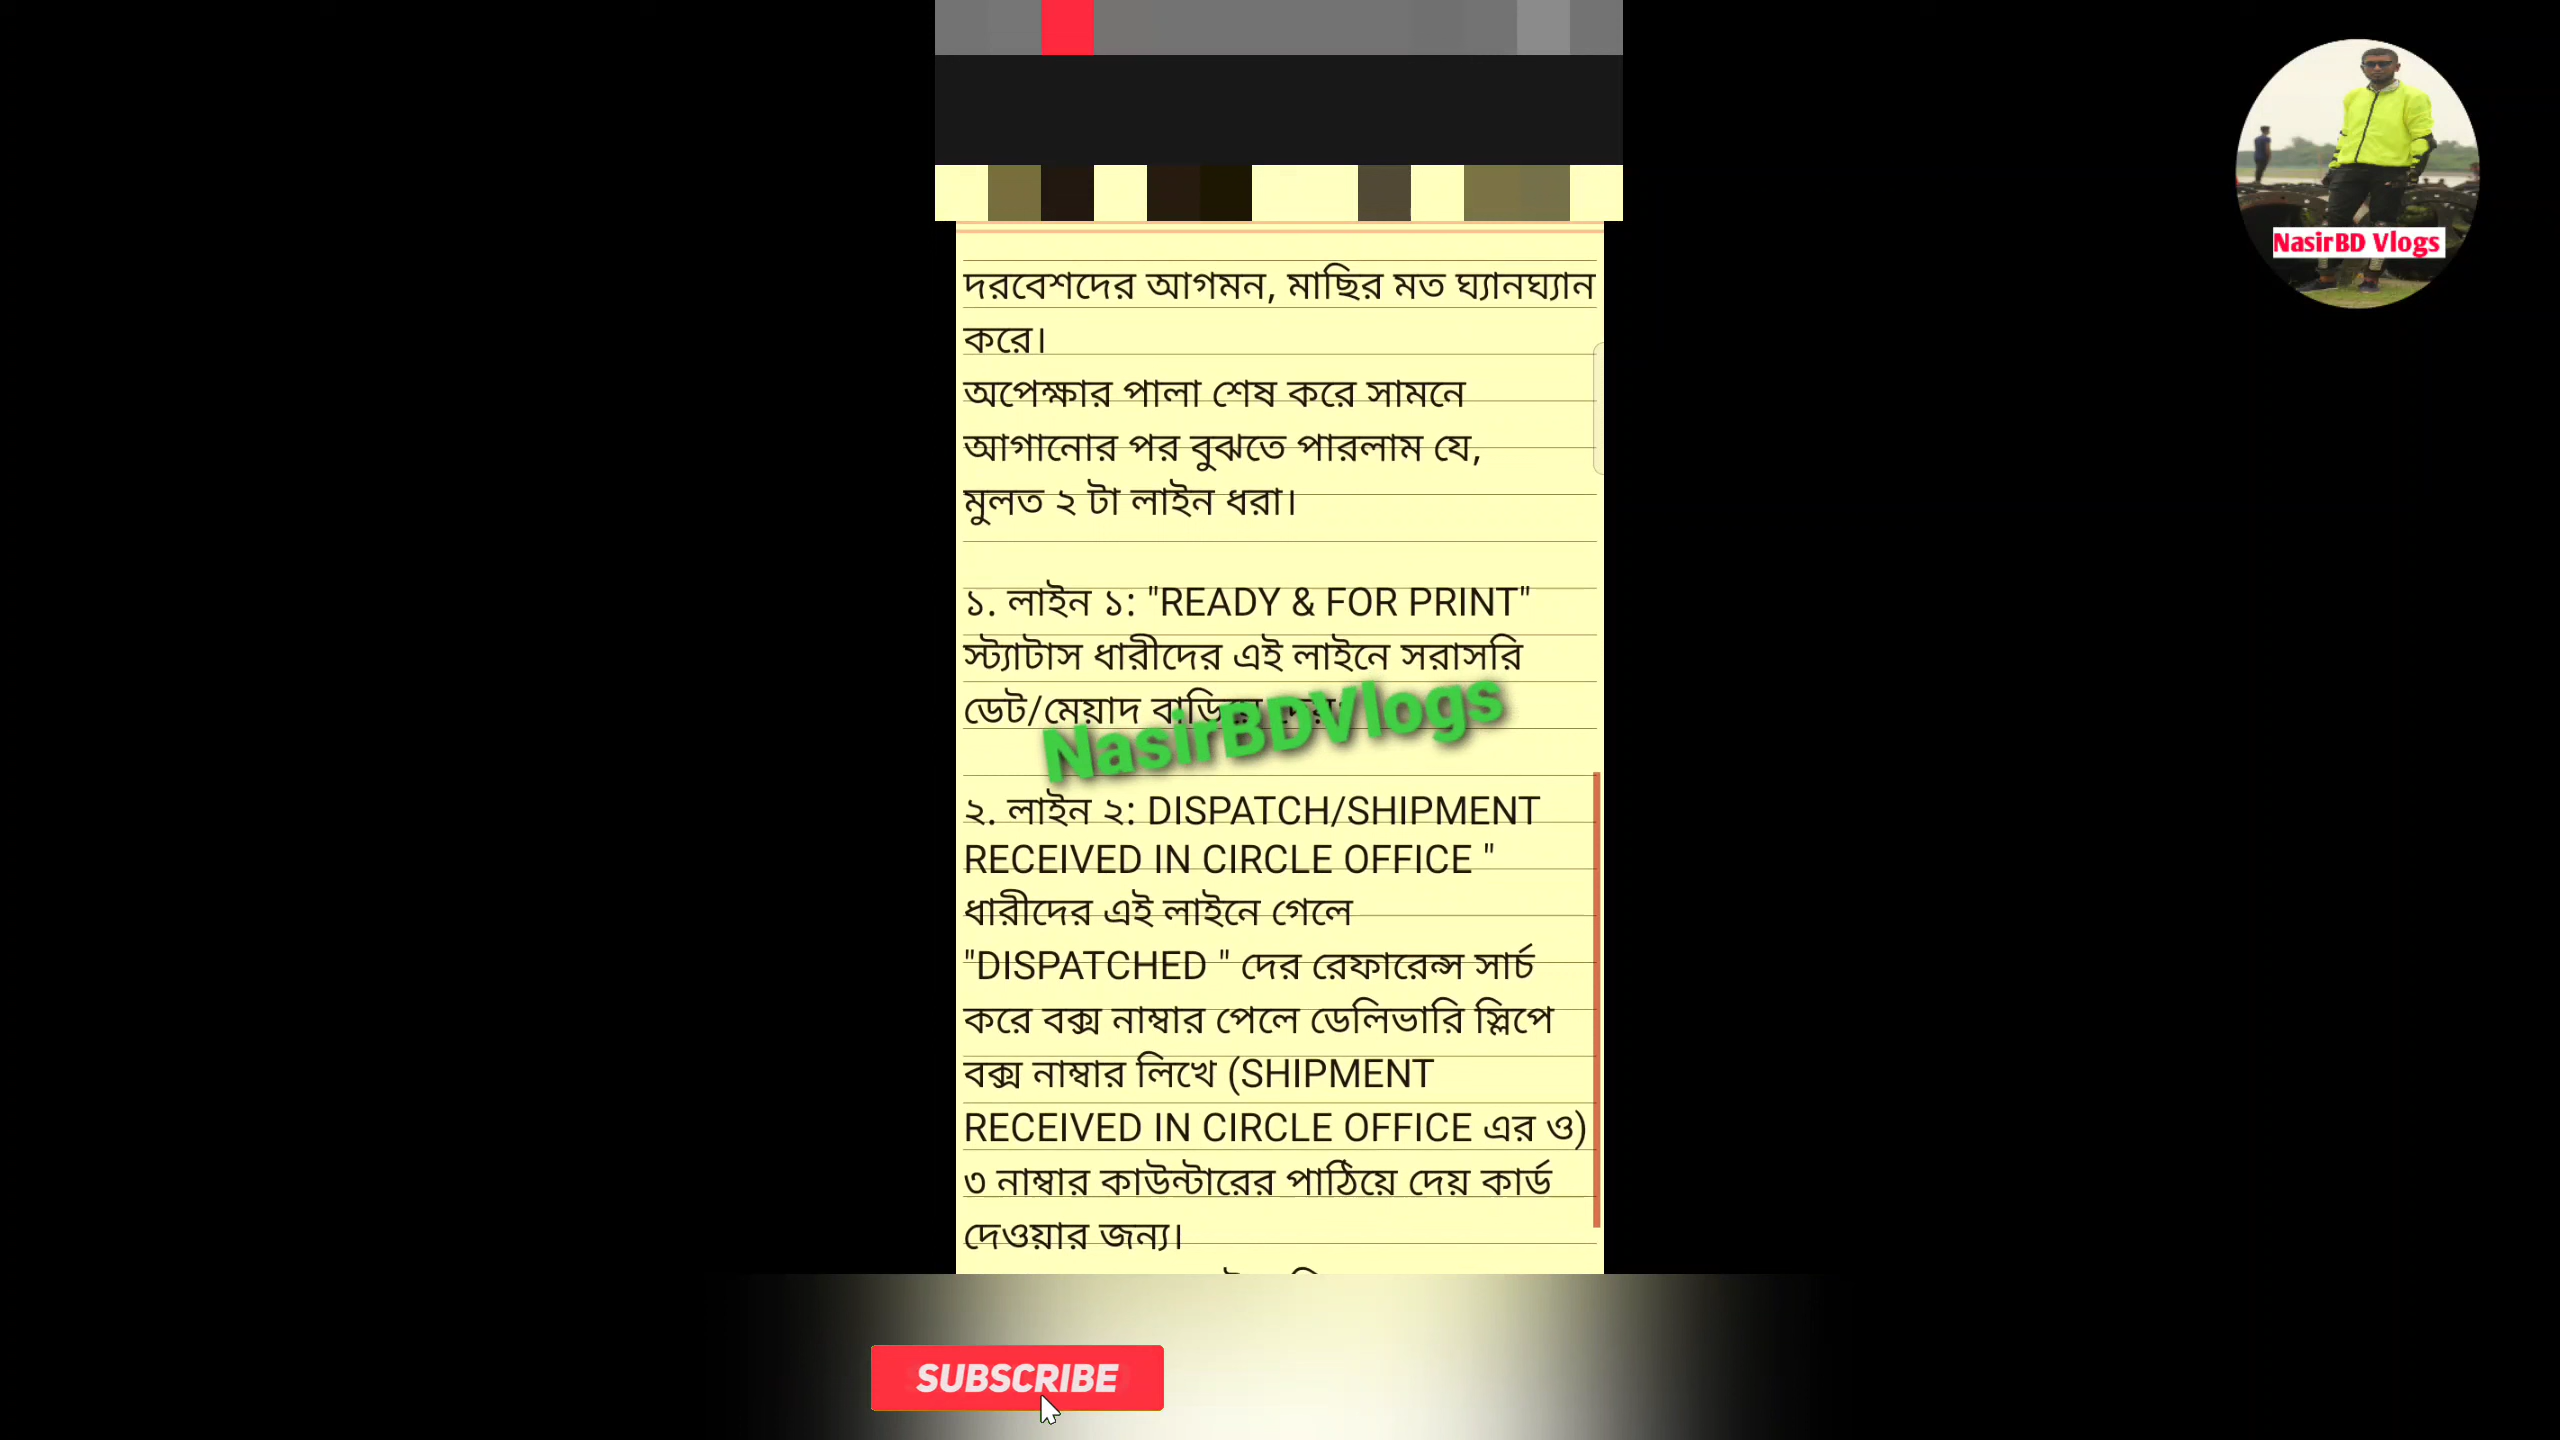 NasirBD Vlogs
দরবেশদের আগমন, মাছির মত ঘ্যানঘ্যান
করে।
অপেক্ষার পালা শেষ করে সামনে
আগানোর পর বুঝতে পারলাম যে,
মুলত ২ টা লাইন ধরা।
১. লাইন ১: "READY & FOR PRINT"
স্ট্যাটাস ধারীদের এই লাইনে সরাসরি
ডেট/মেয়াদ বাড়িয়ে দেয়।
NasirBDVlogs
২. লাইন ২: DISPATCH/SHIPMENT
RECEIVED IN CIRCLE OFFICE "
ধারীদের এই লাইনে গেলে
"DISPATCHED " দের রেফারেন্স সার্চ
করে বক্স নাম্বার পেলে ডেলিভারি স্লিপে
বক্স নাম্বার লিখে (SHIPMENT
RECEIVED IN CIRCLE OFFICE এর ও)
৩ নাম্বার কাউন্টারের পাঠিয়ে দেয় কার্ড
দেওয়ার জন্য।
SUBSCRIBE